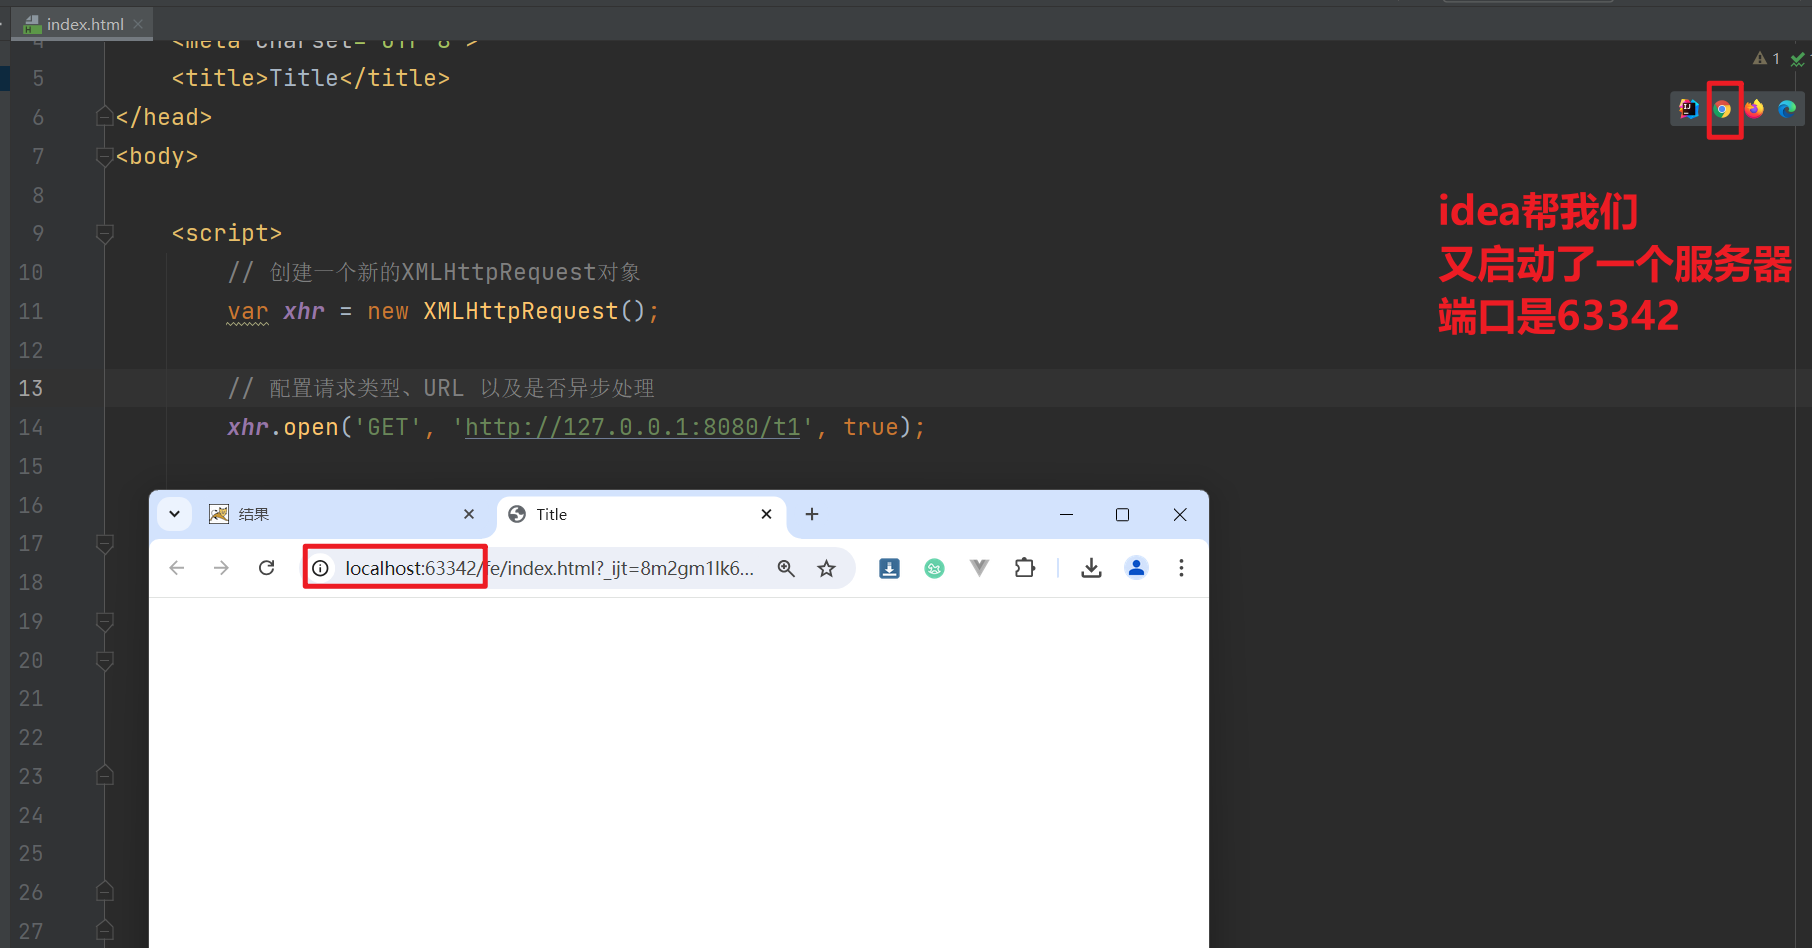 index.html
4 <meta charset="UTF-8">
1
5 <title>Title</title>
6 </head>
7 <body>
8
9 <script>
10 // 创建一个新的XMLHttpRequest对象
11 var xhr = new XMLHttpRequest();
12
13 // 配置请求类型、URL 以及是否异步处理
14 xhr.open('GET', 'http://127.0.0.1:8080/t1', true);
15
16
17
18
19
20
21
22
23
24
25
26
27
idea帮我们
又启动了一个服务器
端口是63342
结果
Title
localhost:63342/fe/index.html?_ijt=8m2gm1lk6...